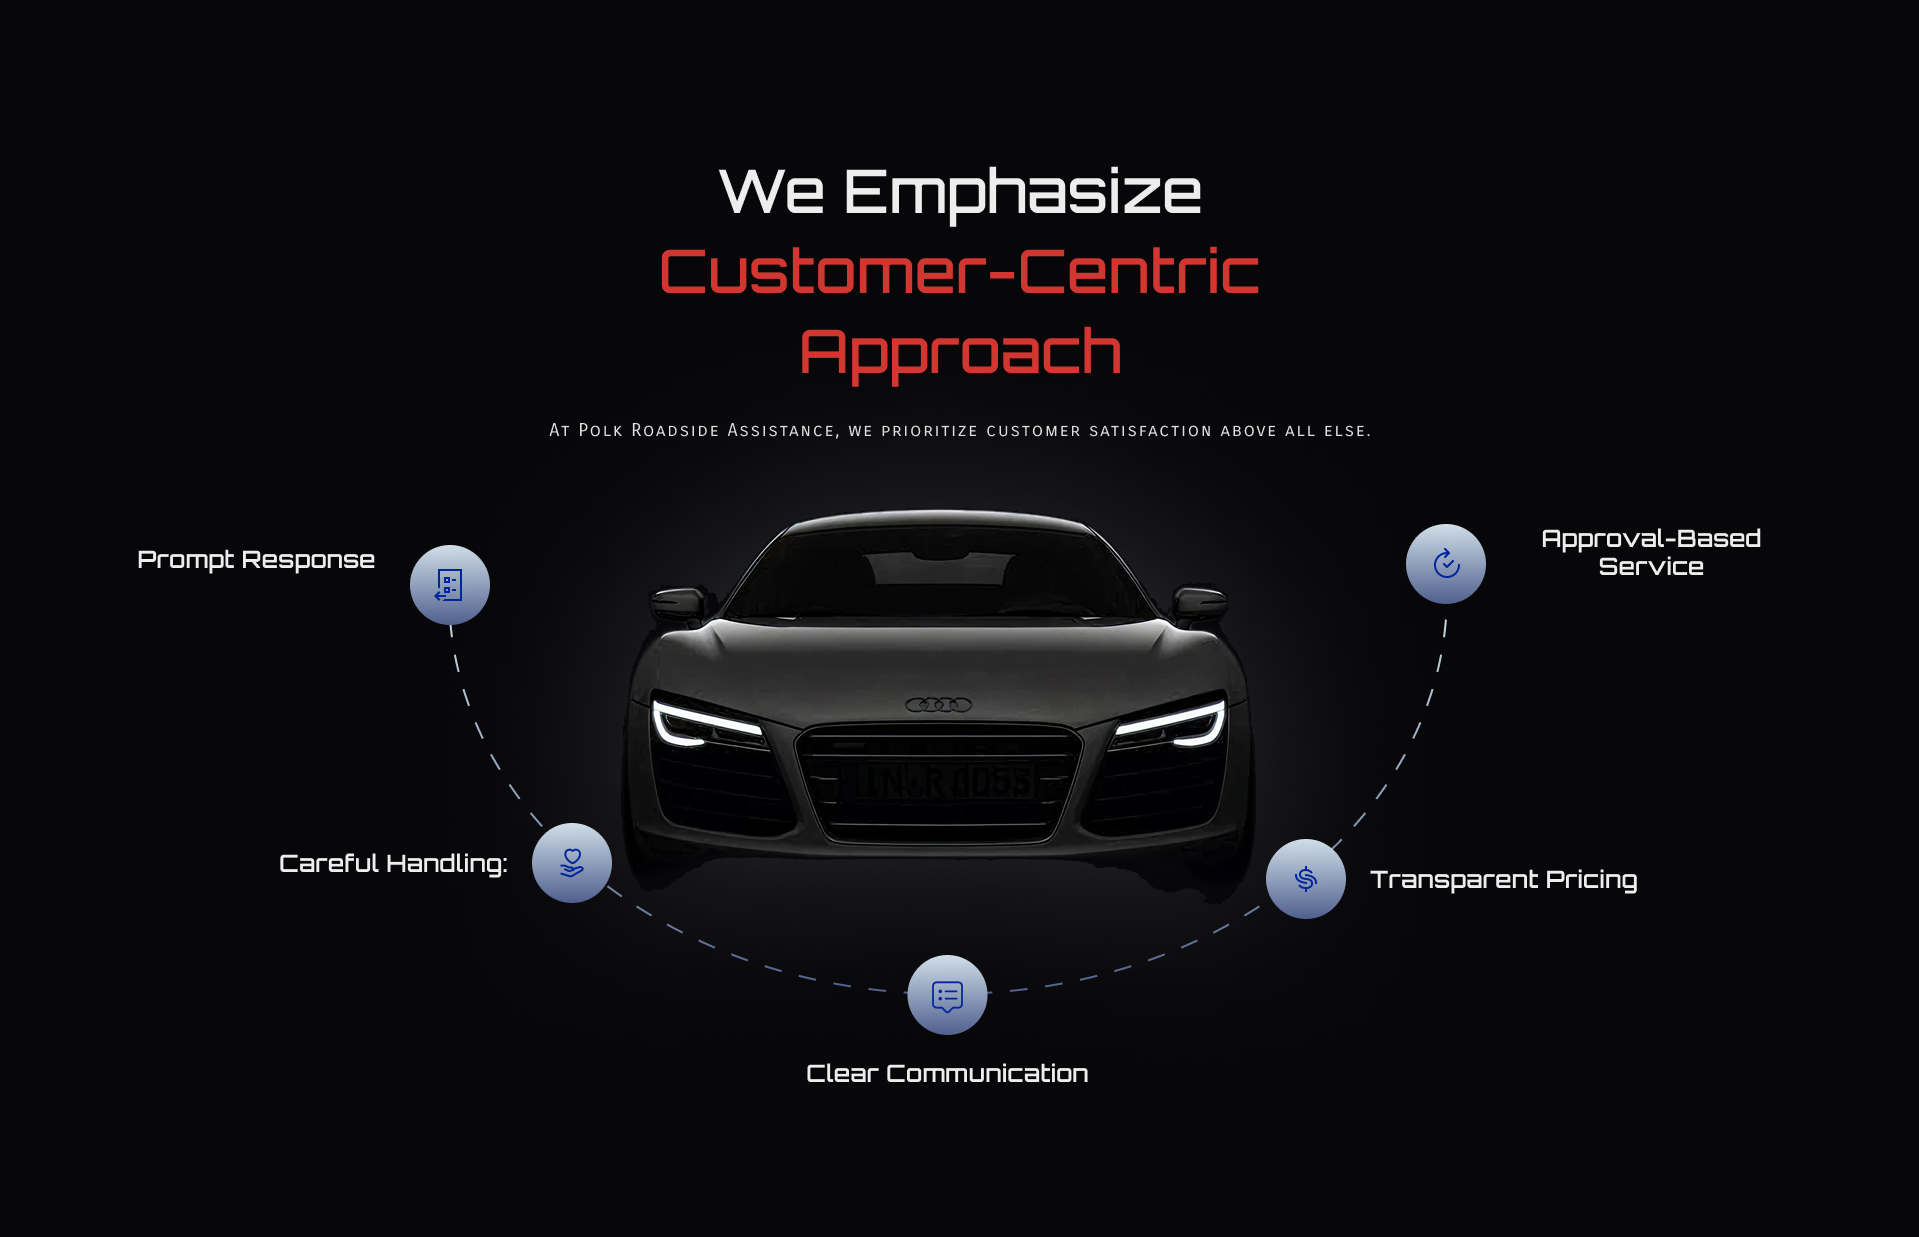 We Emphasize
Customer-Centric
Approach
At Polk Roadside Assistance, we prioritize customer satisfaction above all else.
Prompt Response
Approval-Based
Service
Careful Handling:
Transparent Pricing
Clear Communication